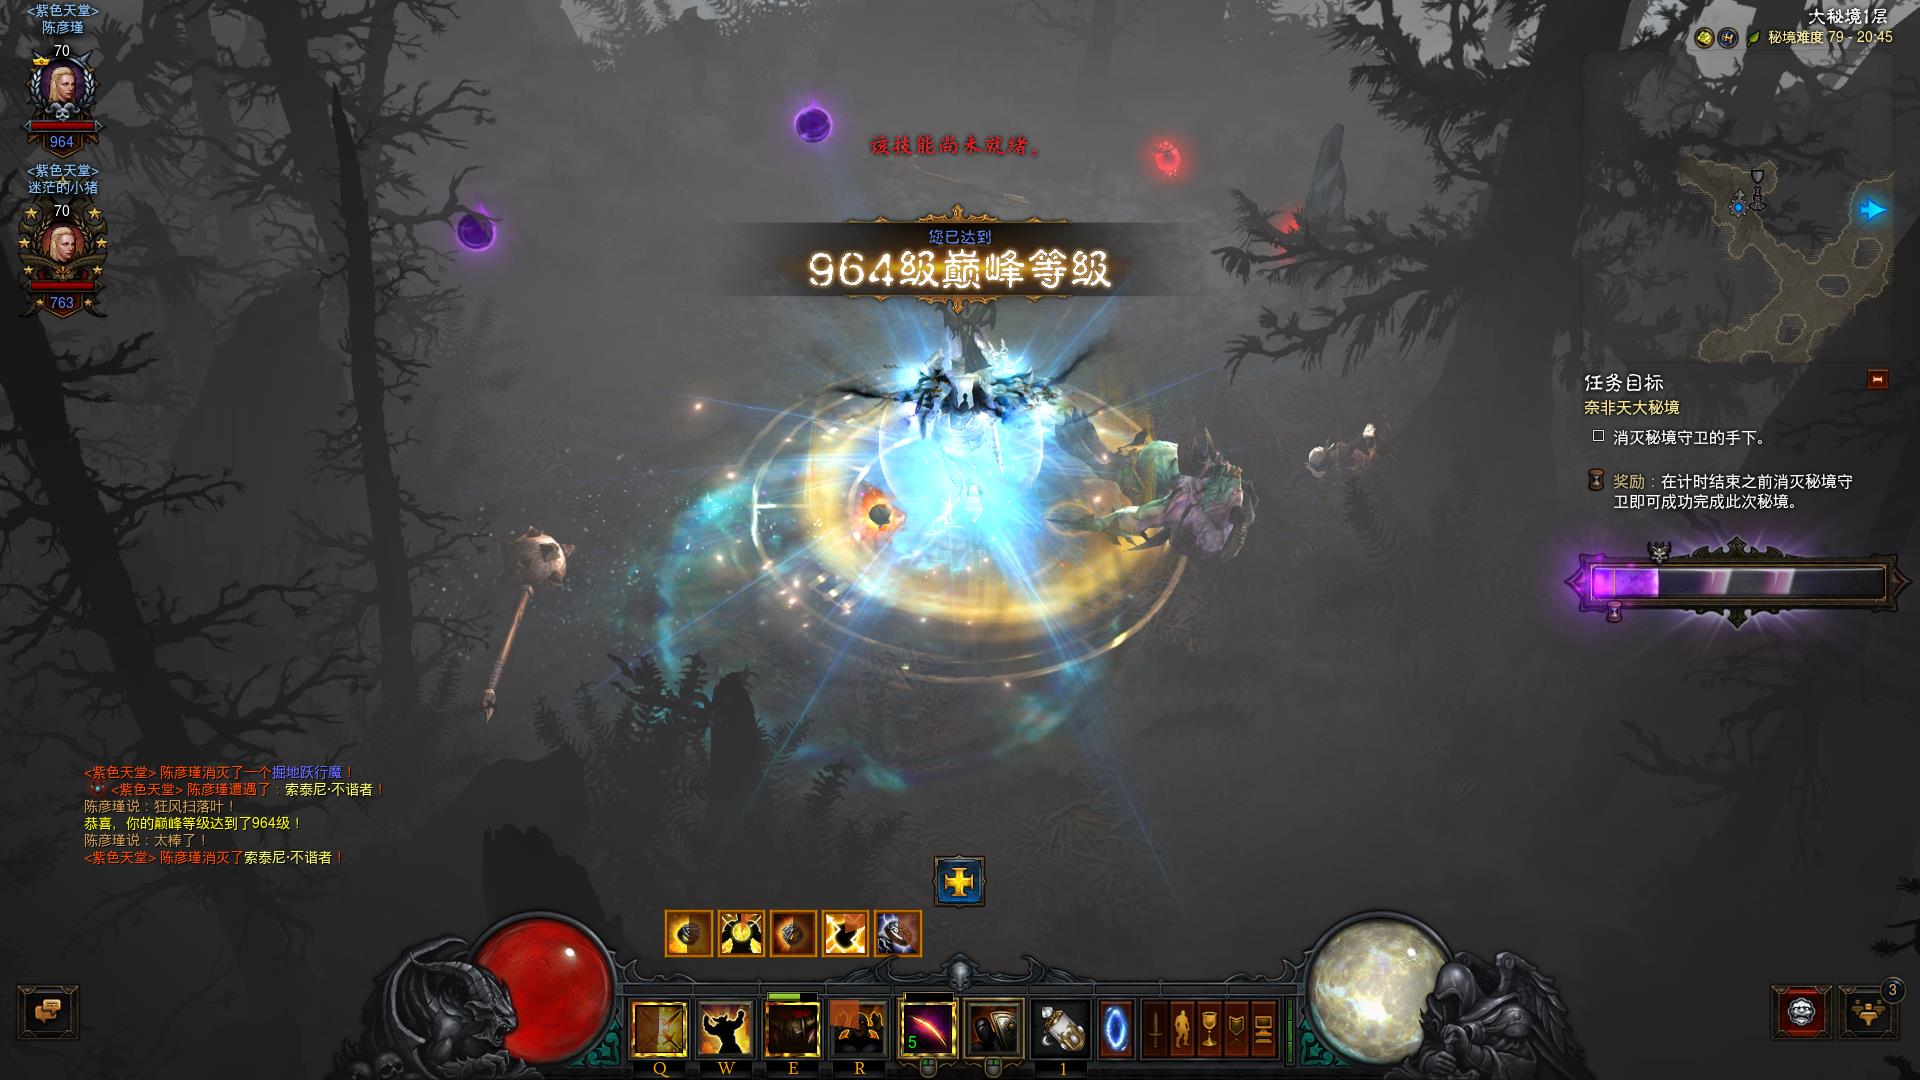 <紫色天堂>
陈彦瑾
70
964
<紫色天堂>
迷茫的小猪
70
763
大秘境1层
秘境难度 79 - 20:45
该技能尚未就绪。
您已达到
964级巅峰等级
任务目标
奈非天大秘境
消灭秘境守卫的手下。
奖励：在计时结束之前消灭秘境守
卫即可成功完成此次秘境。
<紫色天堂> 陈彦瑾消灭了一个掘地跃行魔！
<紫色天堂> 陈彦瑾遭遇了：索泰尼·不谐者！
陈彦瑾说：狂风扫落叶！
恭喜，你的巅峰等级达到了964级！
陈彦瑾说：太棒了！
<紫色天堂> 陈彦瑾消灭了索泰尼·不谐者！
5
Q
W
E
R
1
3